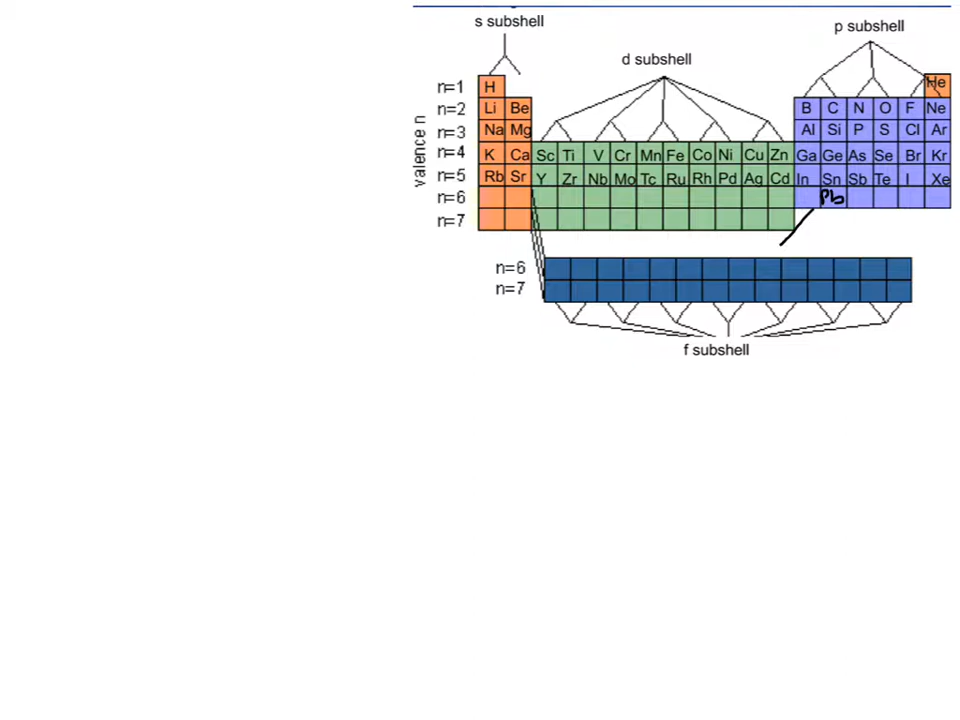 s subshell
p subshell
d subshell
valence n
n=1 H He
n=2 Li Be B C N O F Ne
n=3 Na Mg Al Si P S Cl Ar
n=4 K Ca Sc Ti V Cr Mn Fe Co Ni Cu Zn Ga Ge As Se Br Kr
n=5 Rb Sr Y Zr Nb Mo Tc Ru Rh Pd Ag Cd In Sn Sb Te I Xe
n=6 Pb
n=7
n=6
n=7
f subshell